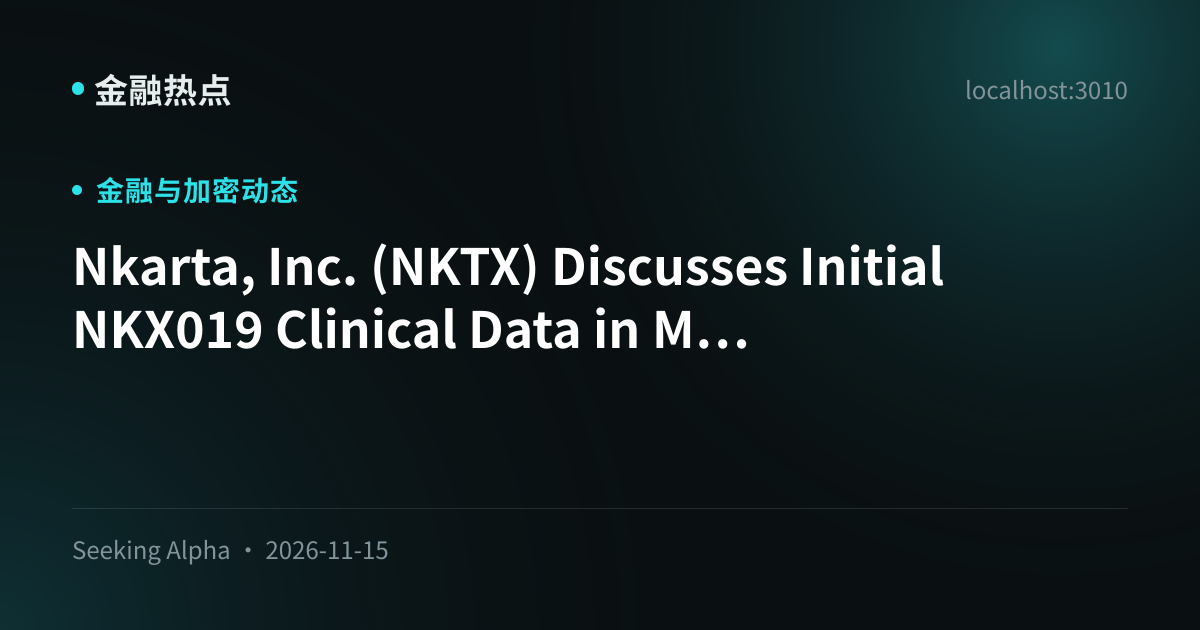 金融热点
localhost:3010
金融与加密动态
Nkarta, Inc. (NKTX) Discusses Initial
NKX019 Clinical Data in M…
Seeking Alpha • 2026-11-15